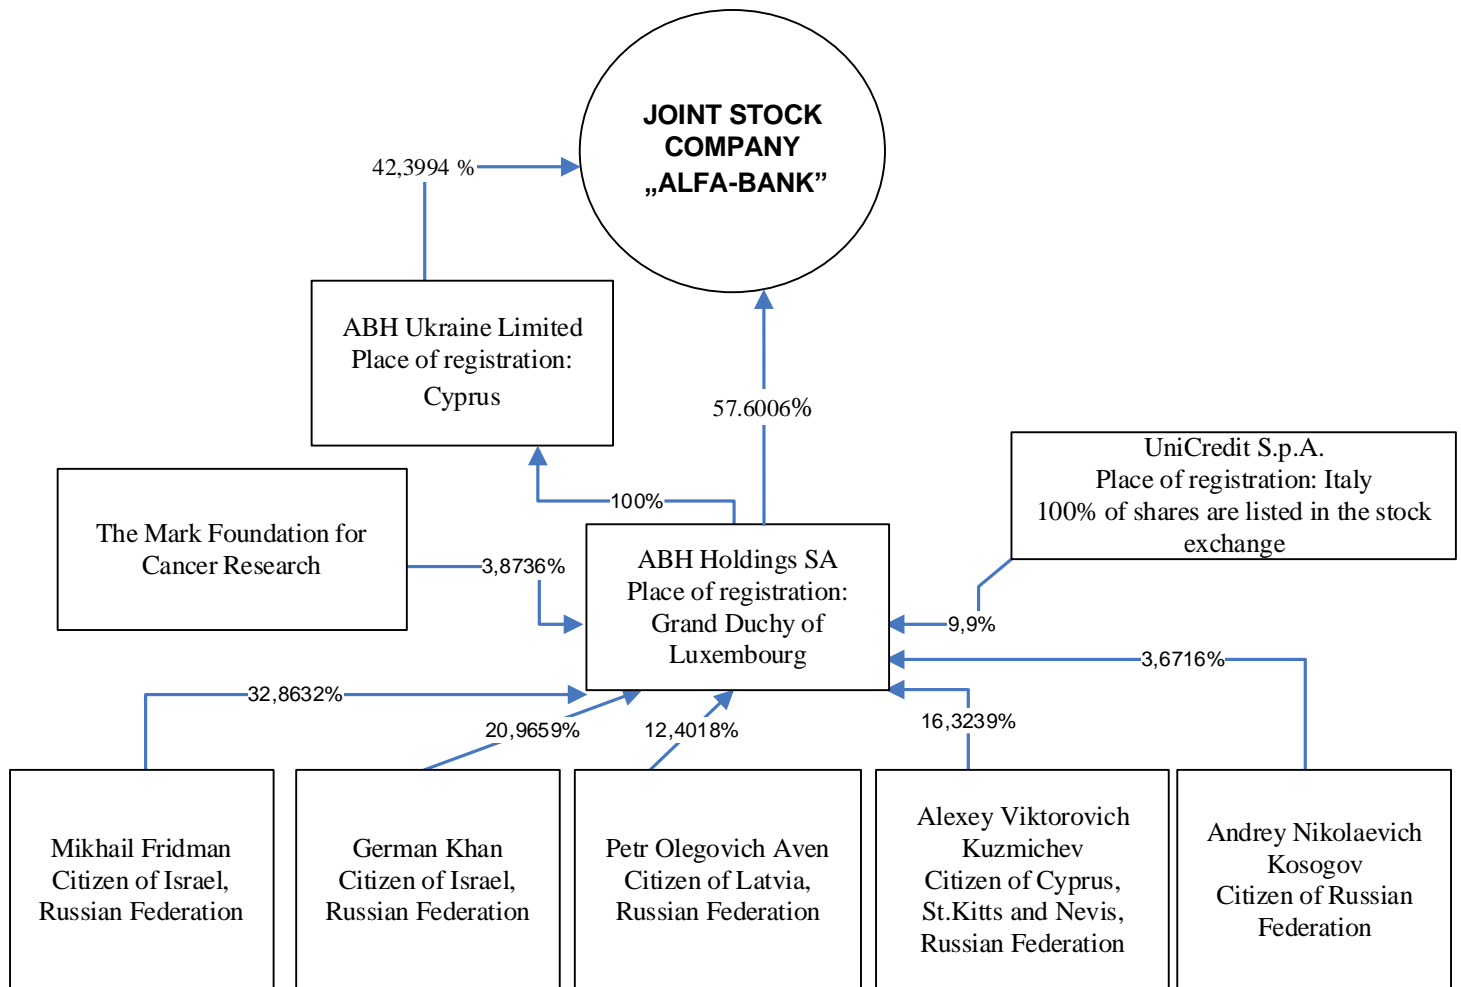 JOINT STOCK
COMPANY
„ALFA-BANK”
42,3994 %
ABH Ukraine Limited
Place of registration:
Cyprus
57.6006%
UniCredit S.p.A.
Place of registration: Italy
100% of shares are listed in the stock
exchange
100%
The Mark Foundation for
Cancer Research
3,8736%
ABH Holdings SA
Place of registration:
Grand Duchy of
Luxembourg
9,9%
3,6716%
32,8632%
20,9659%
12,4018%
16,3239%
Mikhail Fridman
Citizen of Israel,
Russian Federation
German Khan
Citizen of Israel,
Russian Federation
Petr Olegovich Aven
Citizen of Latvia,
Russian Federation
Alexey Viktorovich
Kuzmichev
Citizen of Cyprus,
St.Kitts and Nevis,
Russian Federation
Andrey Nikolaevich
Kosogov
Citizen of Russian
Federation